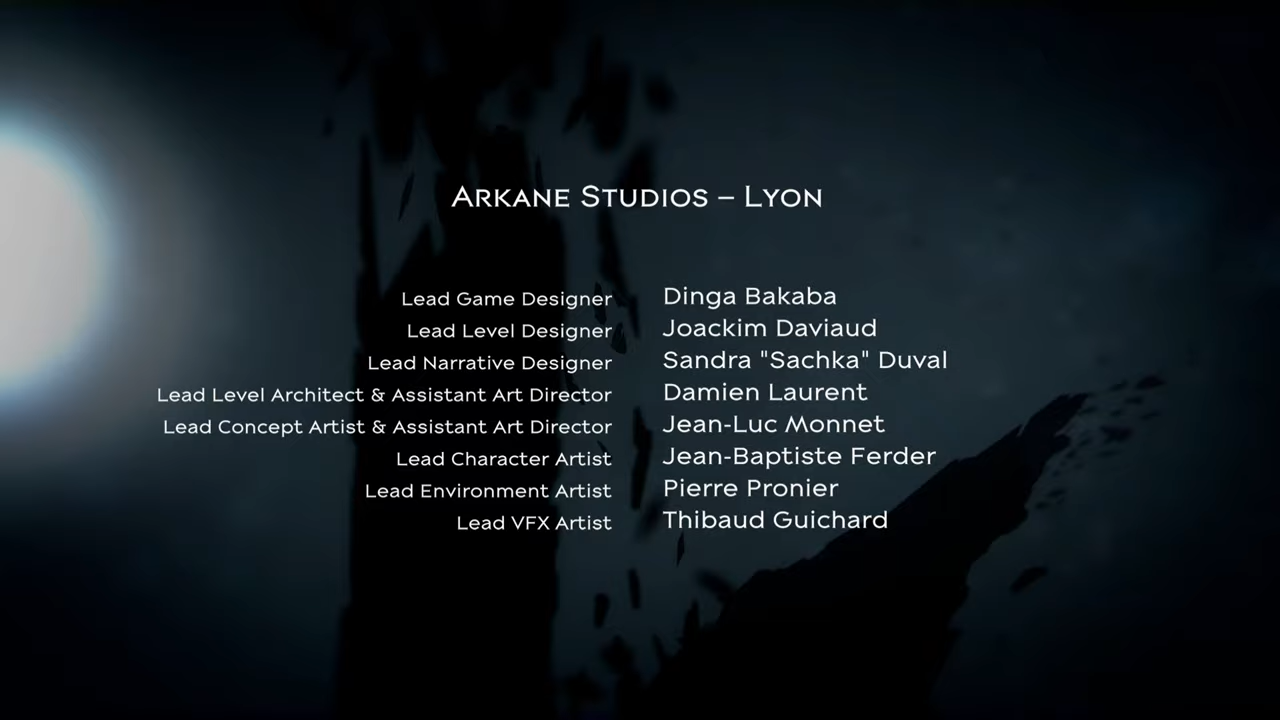 Arkane Studios – Lyon
Lead Game Designer Dinga Bakaba
Lead Level Designer Joackim Daviaud
Lead Narrative Designer Sandra "Sachka" Duval
Lead Level Architect & Assistant Art Director Damien Laurent
Lead Concept Artist & Assistant Art Director Jean-Luc Monnet
Lead Character Artist Jean-Baptiste Ferder
Lead Environment Artist Pierre Pronier
Lead VFX Artist Thibaud Guichard